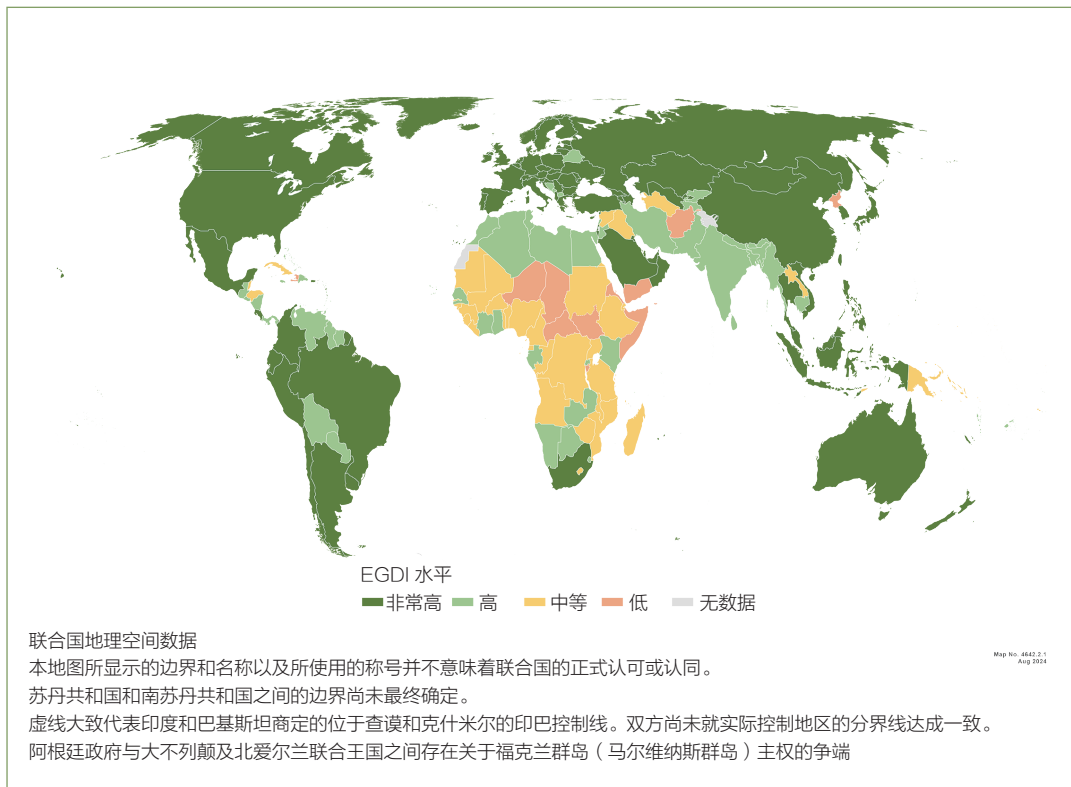 EGDI 水平
非常高 高 中等 低 无数据
联合国地理空间数据
Map No. 4642.2.1
Aug 2024
本地图所显示的边界和名称以及所使用的称号并不意味着联合国的正式认可或认同。
苏丹共和国和南苏丹共和国之间的边界尚未最终确定。
虚线大致代表印度和巴基斯坦商定的位于查谟和克什米尔的印巴控制线。双方尚未就实际控制地区的分界线达成一致。
阿根廷政府与大不列颠及北爱尔兰联合王国之间存在关于福克兰群岛（马尔维纳斯群岛）主权的争端